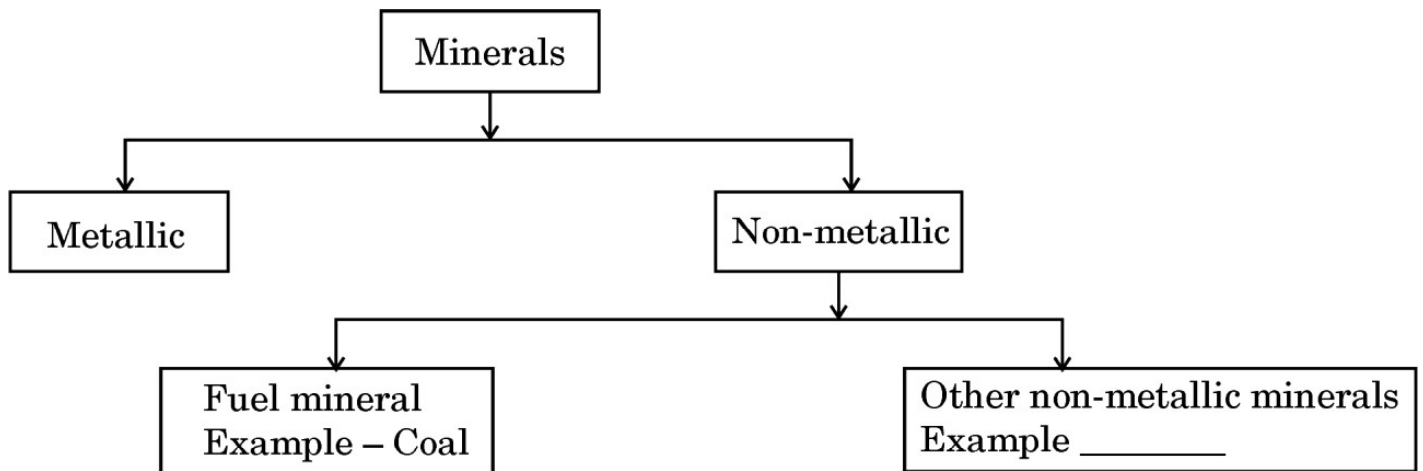 Minerals
Metallic
Non-metallic
Fuel mineral
Example – Coal
Other non-metallic minerals
Example ________